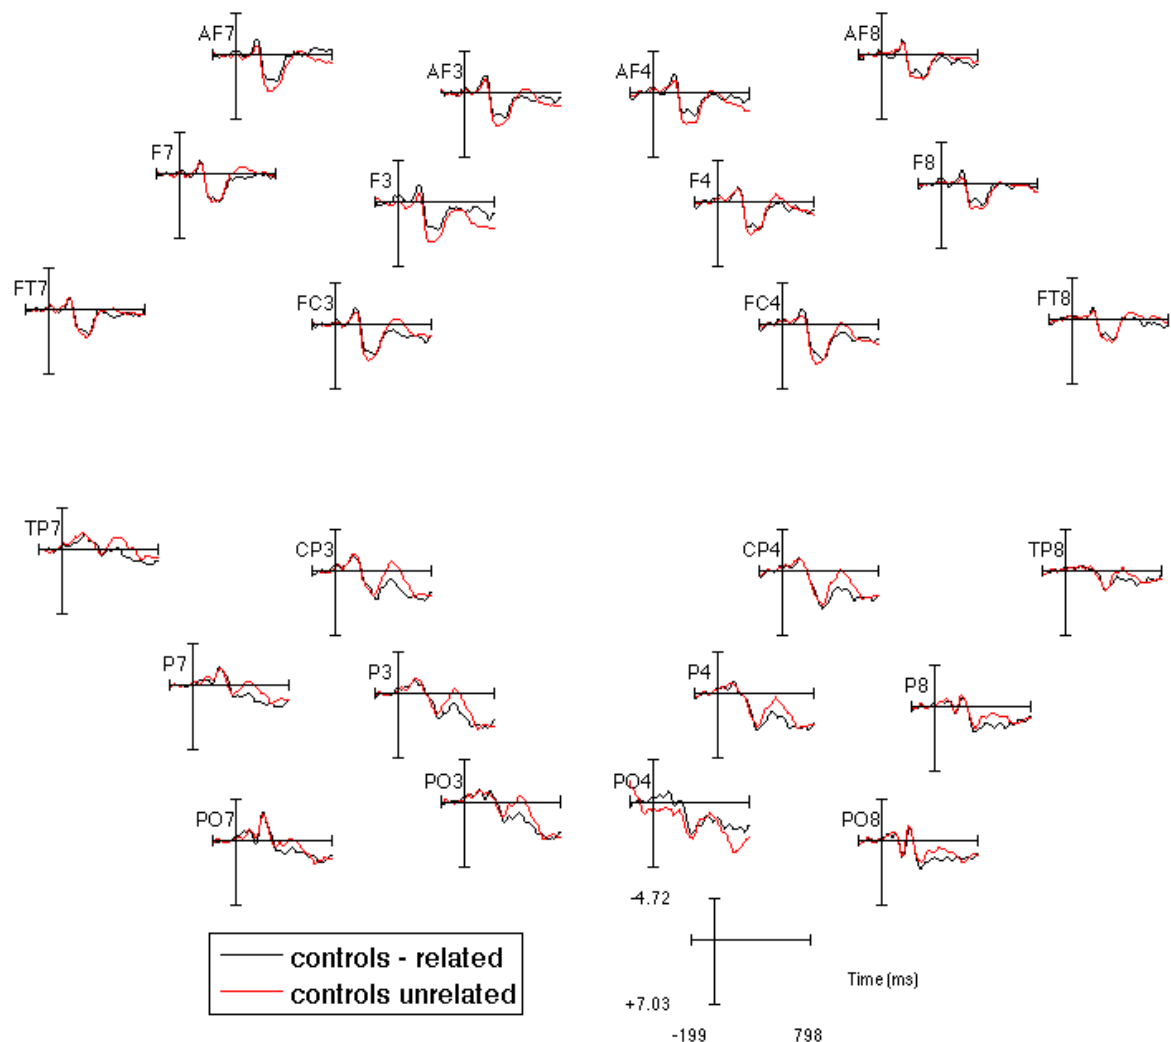 AF7
AF8
AF3
AF4
F7
F8
F3
F4
FT7
FC3
FC4
FT8
TP7
CP3
CP4
TP8
P7
P3
P4
P8
PO3
PO4
PO7
PO8
-4.72
controls - related
controls unrelated
Time (ms)
+7.03
-199 798